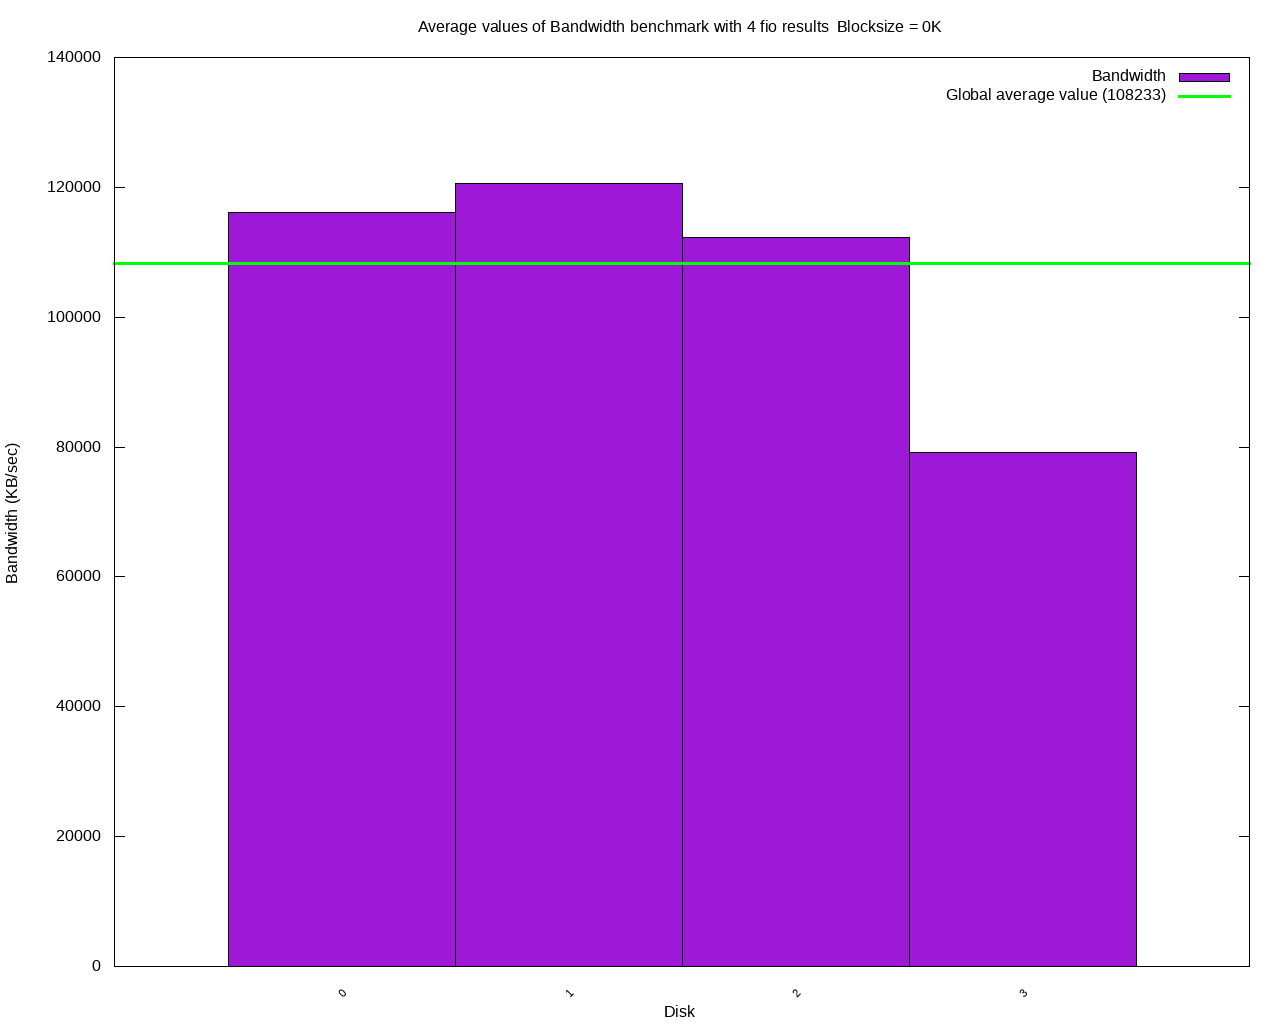 Average values of Bandwidth benchmark with 4 fio results  Blocksize = 0K
140000
120000
100000
80000
60000
40000
20000
0
Bandwidth (KB/sec)
Bandwidth
Global average value (108233)
0
1
2
3
Disk